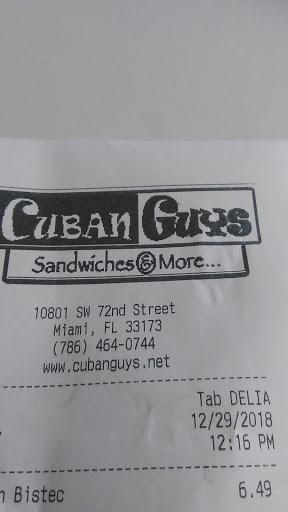 CUBAN GUYS
Sandwiches & More...
10801 SW 72nd Street
Miami, FL 33173
(786) 464-0744
www.cubanguys.net
Tab DELIA
12/29/2018
12:16 PM
Bistec 6.49